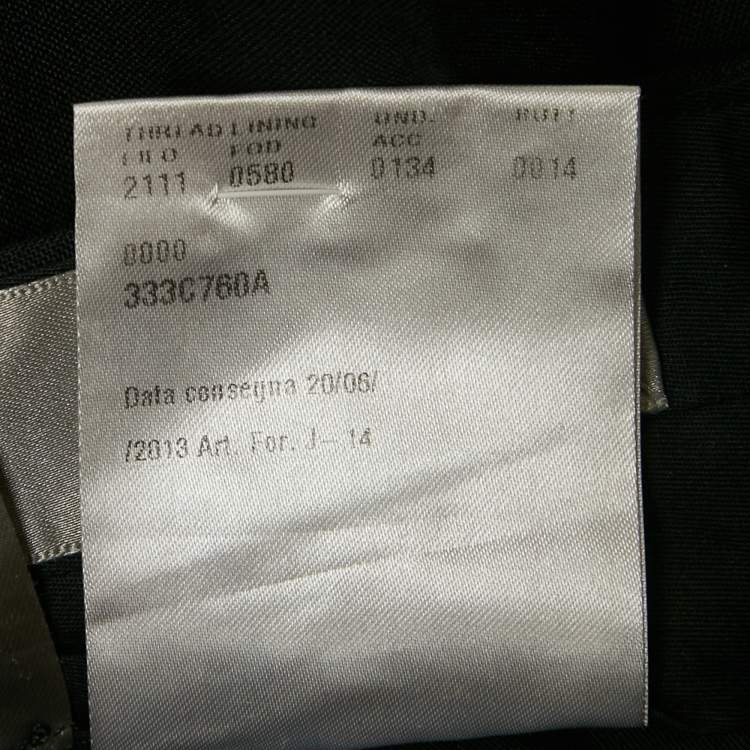 THREAD LINING UND. BUTT
FILO FOD ACC
2111 0580 0134 0014
0000
333C760A
Data consegna 20/06/
/2013 Art. For. J- 14